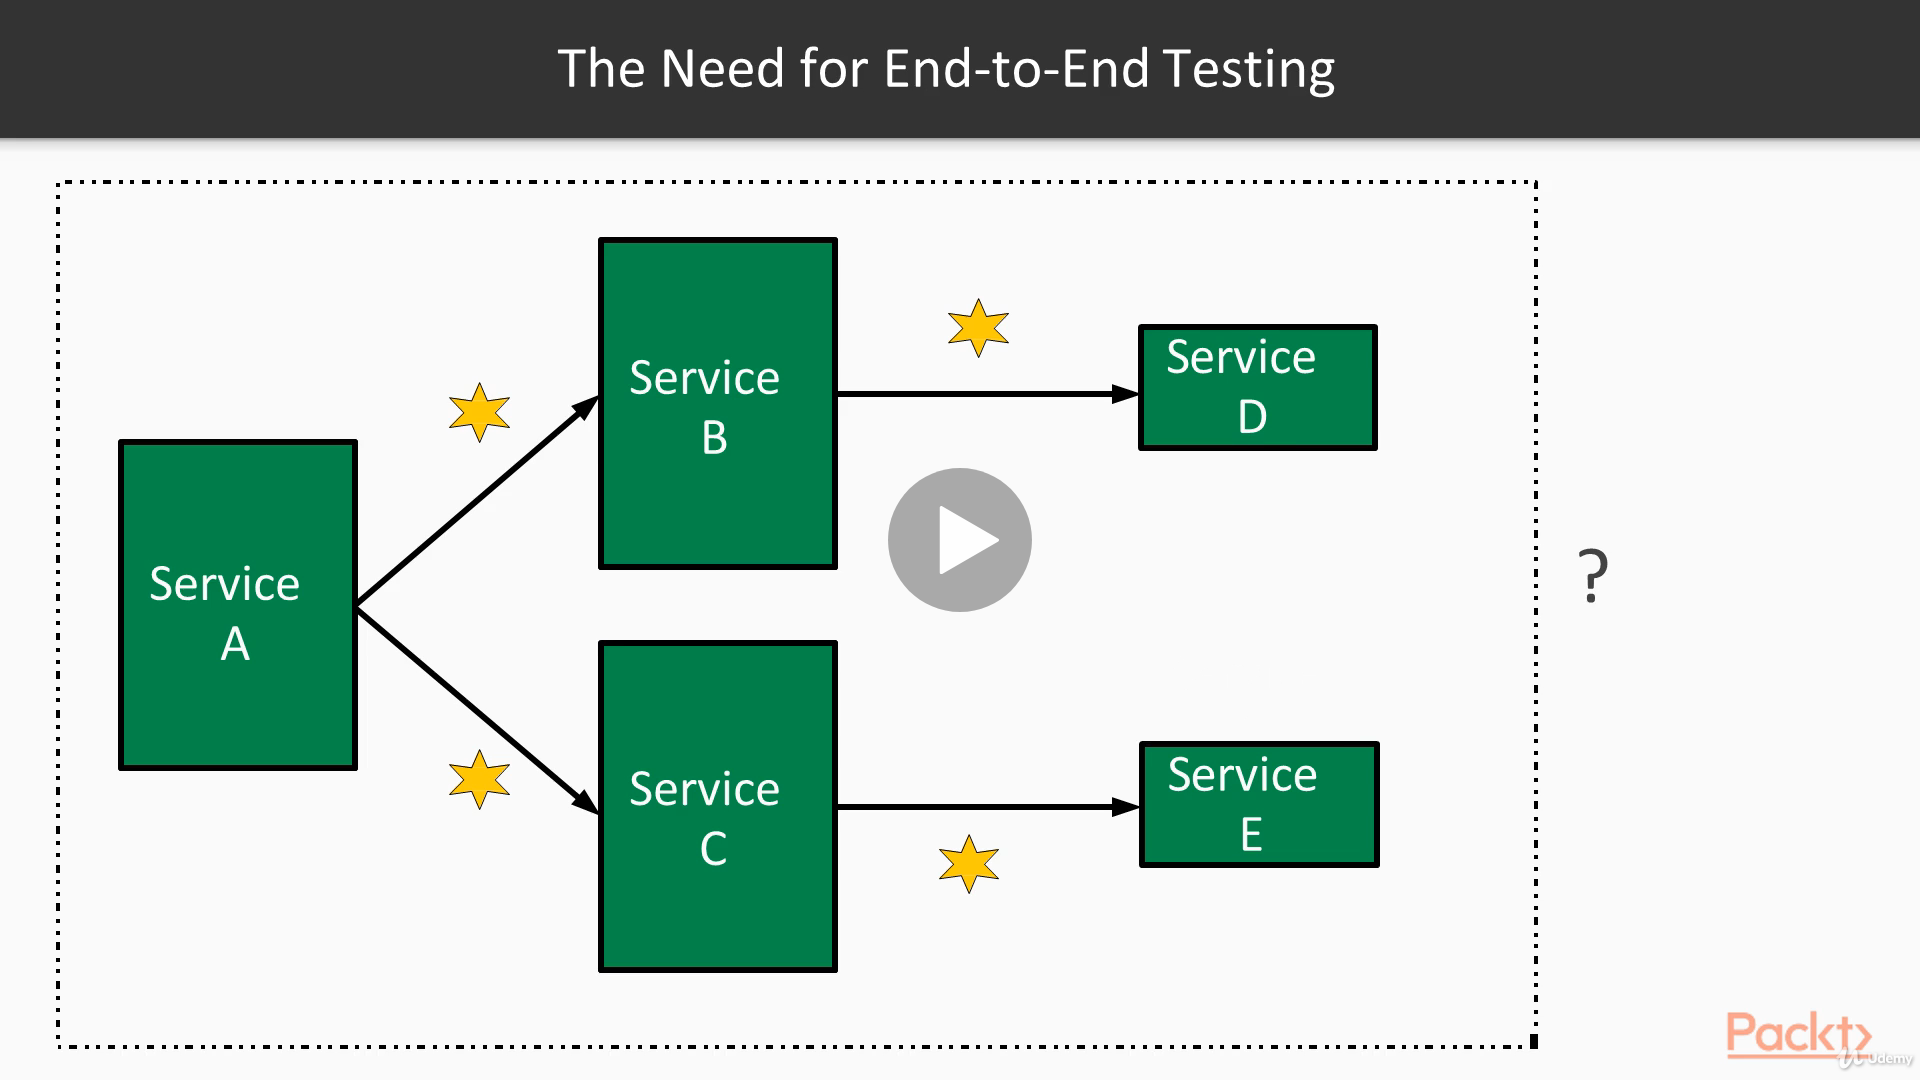 The Need for End-to-End Testing
Service
B
Service
D
Service
A
?
Service
C
Service
E
Packt
Udemy